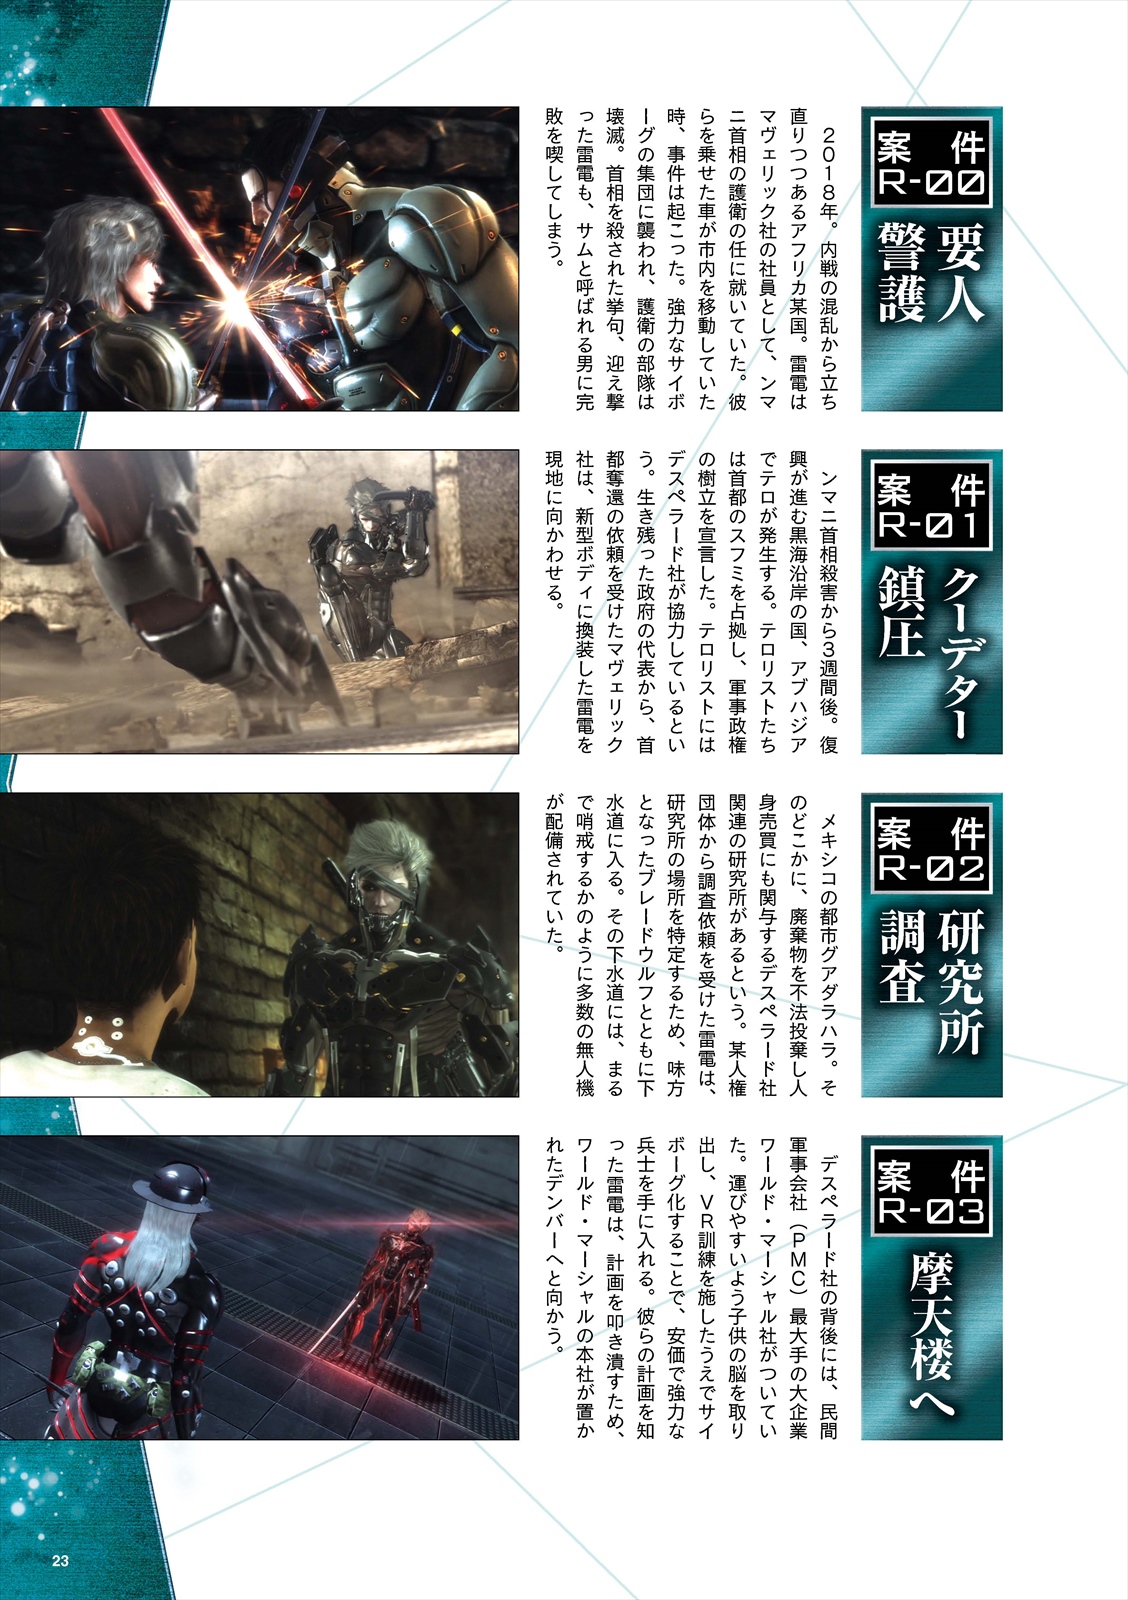 案件
R-00
要人
警護
　２０１８年。内戦の混乱から立ち
直りつつあるアフリカ某国。雷電は
マヴェリック社の社員として、ンマ
ニ首相の護衛の任に就いていた。彼
らを乗せた車が市内を移動していた
時、事件は起こった。強力なサイボ
ーグの集団に襲われ、護衛の部隊は
壊滅。首相を殺された挙句、迎え撃
った雷電も、サムと呼ばれる男に完
敗を喫してしまう。
案件
R-01
クーデター
鎮圧
　ンマニ首相殺害から３週間後。復
興が進む黒海沿岸の国、アブハジア
でテロが発生する。テロリストたち
は首都のスフミを占拠し、軍事政権
の樹立を宣言した。テロリストには
デスペラード社が協力しているとい
う。生き残った政府の代表から、首
都奪還の依頼を受けたマヴェリック
社は、新型ボディに換装した雷電を
現地に向かわせる。
案件
R-02
研究所
調査
　メキシコの都市グアダラハラ。そ
のどこかに、廃棄物を不法投棄し人
身売買にも関与するデスペラード社
関連の研究所があるという。某人権
団体から調査依頼を受けた雷電は、
研究所の場所を特定するため、味方
となったブレードウルフとともに下
水道に入る。その下水道には、まる
で哨戒するかのように多数の無人機
が配備されていた。
案件
R-03
摩天楼へ
　デスペラード社の背後には、民間
軍事会社（ＰＭＣ）最大手の大企業
ワールド・マーシャル社がついてい
た。運びやすいよう子供の脳を取り
出し、ＶＲ訓練を施したうえでサイ
ボーグ化することで、安価で強力な
兵士を手に入れる。彼らの計画を知
った雷電は、計画を叩き潰すため、
ワールド・マーシャルの本社が置か
れたデンバーへと向かう。
23